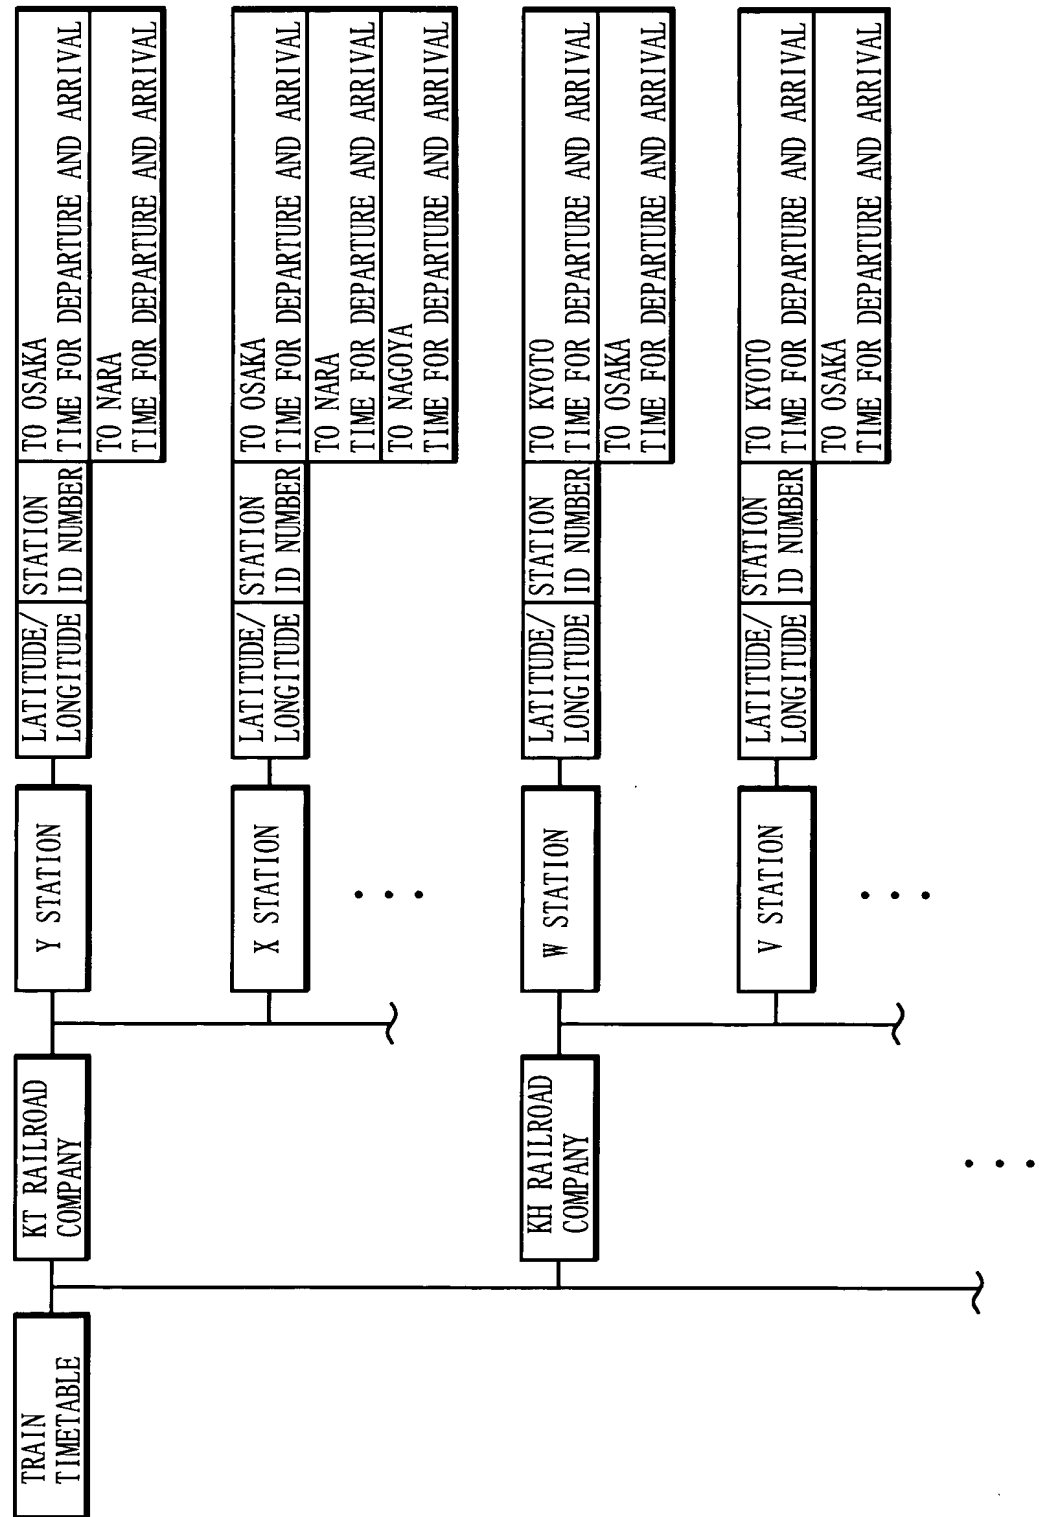 TRAIN
TIMETABLE
KT RAILROAD
COMPANY
Y STATION
LATITUDE/
LONGITUDE
STATION
ID NUMBER
TO OSAKA
TIME FOR DEPARTURE AND ARRIVAL
TO NARA
TIME FOR DEPARTURE AND ARRIVAL
X STATION
LATITUDE/
LONGITUDE
STATION
ID NUMBER
TO OSAKA
TIME FOR DEPARTURE AND ARRIVAL
TO NARA
TIME FOR DEPARTURE AND ARRIVAL
TO NAGOYA
TIME FOR DEPARTURE AND ARRIVAL
. . .
KH RAILROAD
COMPANY
W STATION
LATITUDE/
LONGITUDE
STATION
ID NUMBER
TO KYOTO
TIME FOR DEPARTURE AND ARRIVAL
TO OSAKA
TIME FOR DEPARTURE AND ARRIVAL
V STATION
LATITUDE/
LONGITUDE
STATION
ID NUMBER
TO KYOTO
TIME FOR DEPARTURE AND ARRIVAL
TO OSAKA
TIME FOR DEPARTURE AND ARRIVAL
. . .
. . .